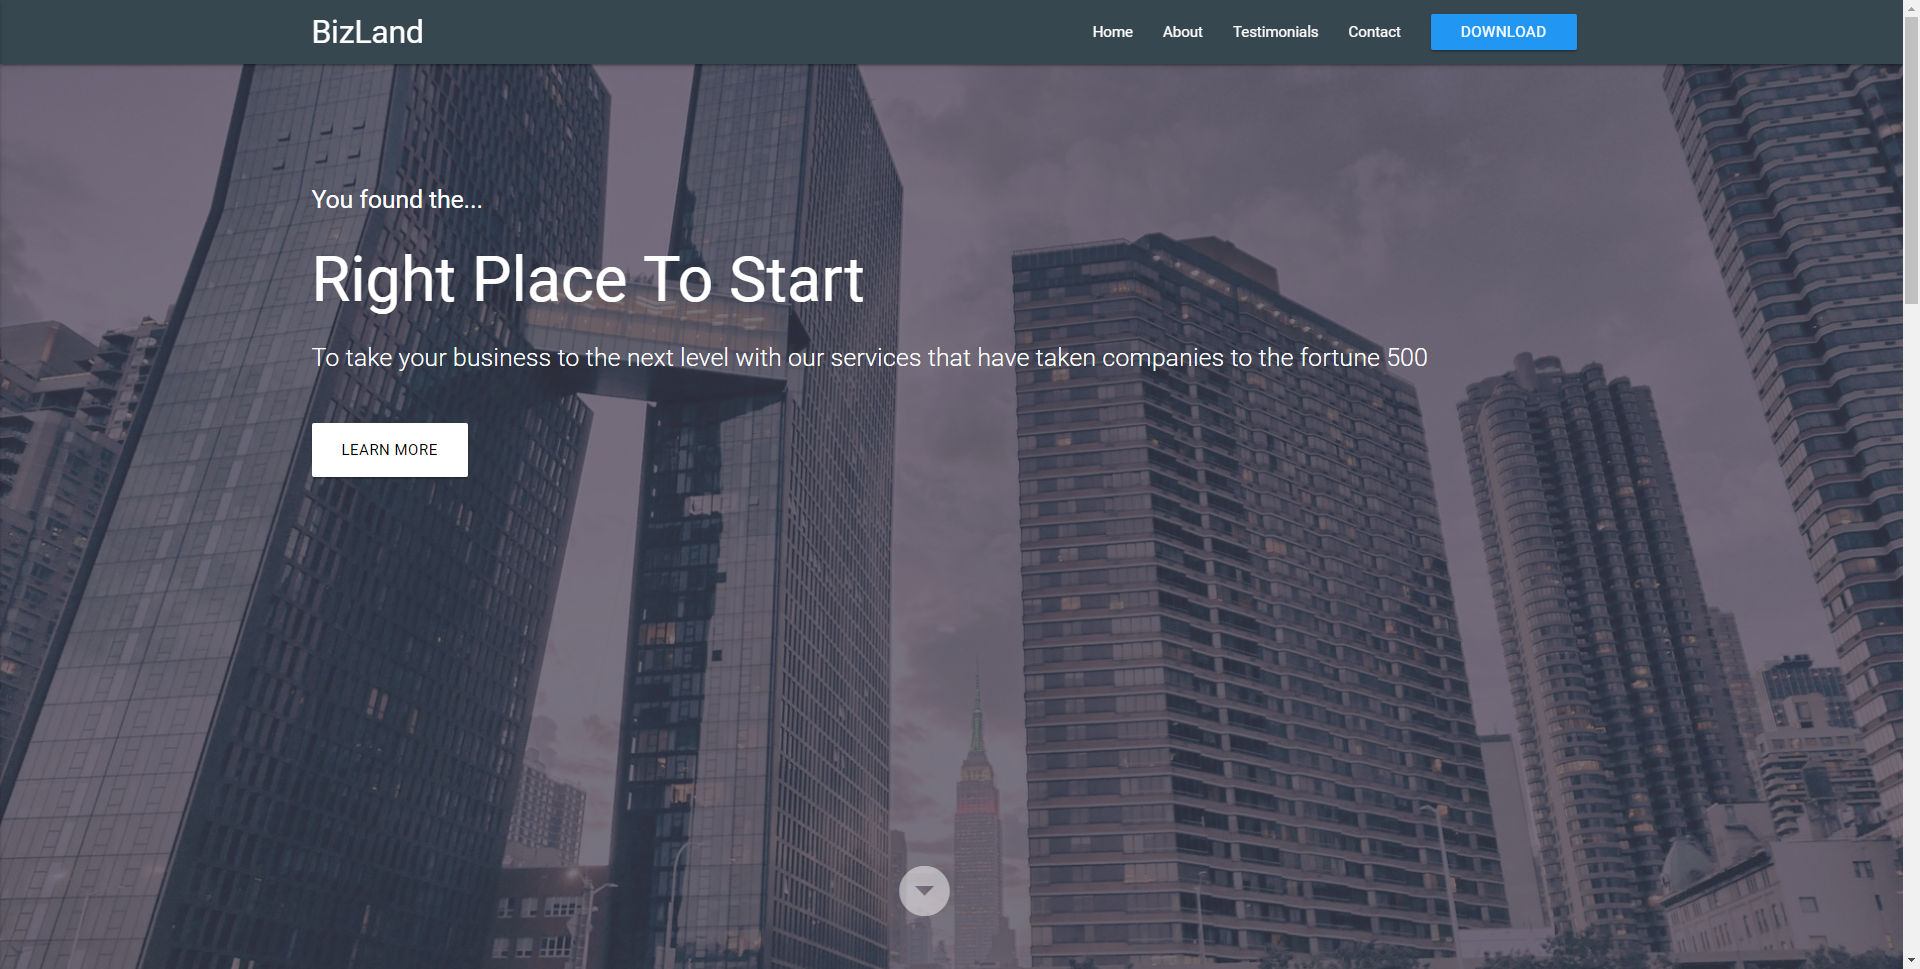 BizLand
Home About Testimonials Contact DOWNLOAD
You found the...
Right Place To Start
To take your business to the next level with our services that have taken companies to the fortune 500
LEARN MORE